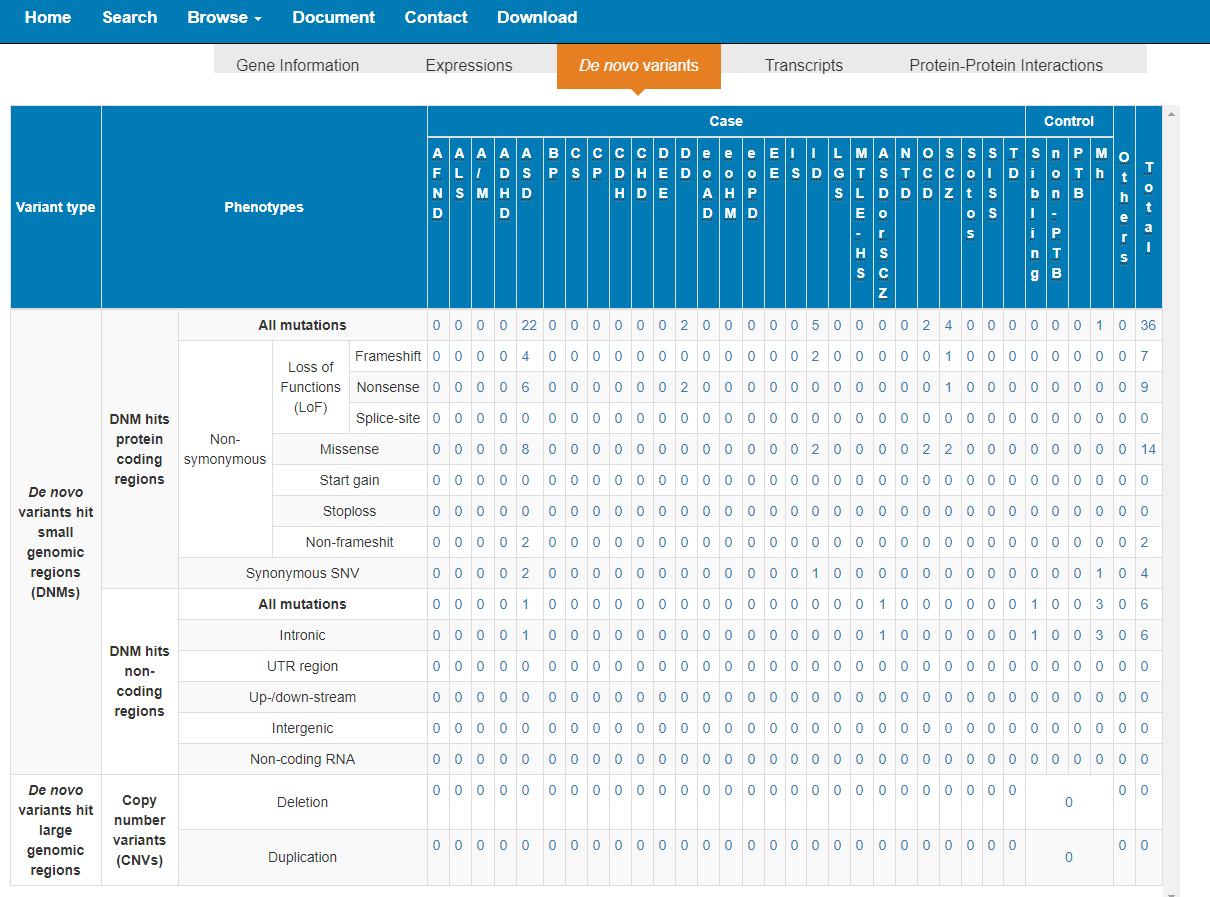 Home Search Browse Document Contact Download
Gene Information Expressions De novo variants Transcripts Protein-Protein Interactions
Variant type Phenotypes Case Control Others Total
AFND ALS A/M ADHD ASD BP CS CP CDH CHD DEE DD eoAD eoHM eoPD EE IS ID LGS MTLE-HS ASDorSCZ NTD OCD SCZ Sotos SISS TD Sibling non-PTB PTB Mh
De novo
variants hit
small
genomic
regions
(DNMs)
DNM hits
protein
coding
regions
All mutations 0 0 0 0 22 0 0 0 0 0 0 2 0 0 0 0 0 5 0 0 0 0 2 4 0 0 0 0 0 0 1 0 36
Non-
symonymous
Loss of
Functions
(LoF)
Frameshift 0 0 0 0 4 0 0 0 0 0 0 0 0 0 0 0 0 2 0 0 0 0 0 1 0 0 0 0 0 0 0 0 7
Nonsense 0 0 0 0 6 0 0 0 0 0 0 2 0 0 0 0 0 0 0 0 0 0 0 1 0 0 0 0 0 0 0 0 9
Splice-site 0 0 0 0 0 0 0 0 0 0 0 0 0 0 0 0 0 0 0 0 0 0 0 0 0 0 0 0 0 0 0 0 0
Missense 0 0 0 0 8 0 0 0 0 0 0 0 0 0 0 0 0 2 0 0 0 0 2 2 0 0 0 0 0 0 0 0 14
Start gain 0 0 0 0 0 0 0 0 0 0 0 0 0 0 0 0 0 0 0 0 0 0 0 0 0 0 0 0 0 0 0 0 0
Stoploss 0 0 0 0 0 0 0 0 0 0 0 0 0 0 0 0 0 0 0 0 0 0 0 0 0 0 0 0 0 0 0 0 0
Non-frameshit 0 0 0 0 2 0 0 0 0 0 0 0 0 0 0 0 0 0 0 0 0 0 0 0 0 0 0 0 0 0 0 0 2
Synonymous SNV 0 0 0 0 2 0 0 0 0 0 0 0 0 0 0 0 0 1 0 0 0 0 0 0 0 0 0 0 0 0 1 0 4
DNM hits
non-
coding
regions
All mutations 0 0 0 0 1 0 0 0 0 0 0 0 0 0 0 0 0 0 0 0 1 0 0 0 0 0 0 1 0 0 3 0 6
Intronic 0 0 0 0 1 0 0 0 0 0 0 0 0 0 0 0 0 0 0 0 1 0 0 0 0 0 0 1 0 0 3 0 6
UTR region 0 0 0 0 0 0 0 0 0 0 0 0 0 0 0 0 0 0 0 0 0 0 0 0 0 0 0 0 0 0 0 0 0
Up-/down-stream 0 0 0 0 0 0 0 0 0 0 0 0 0 0 0 0 0 0 0 0 0 0 0 0 0 0 0 0 0 0 0 0 0
Intergenic 0 0 0 0 0 0 0 0 0 0 0 0 0 0 0 0 0 0 0 0 0 0 0 0 0 0 0 0 0 0 0 0 0
Non-coding RNA 0 0 0 0 0 0 0 0 0 0 0 0 0 0 0 0 0 0 0 0 0 0 0 0 0 0 0 0 0 0 0 0 0
De novo
variants hit
large
genomic
regions
Copy
number
variants
(CNVs)
Deletion 0 0 0 0 0 0 0 0 0 0 0 0 0 0 0 0 0 0 0 0 0 0 0 0 0 0 0 0 0 0
Duplication 0 0 0 0 0 0 0 0 0 0 0 0 0 0 0 0 0 0 0 0 0 0 0 0 0 0 0 0 0 0